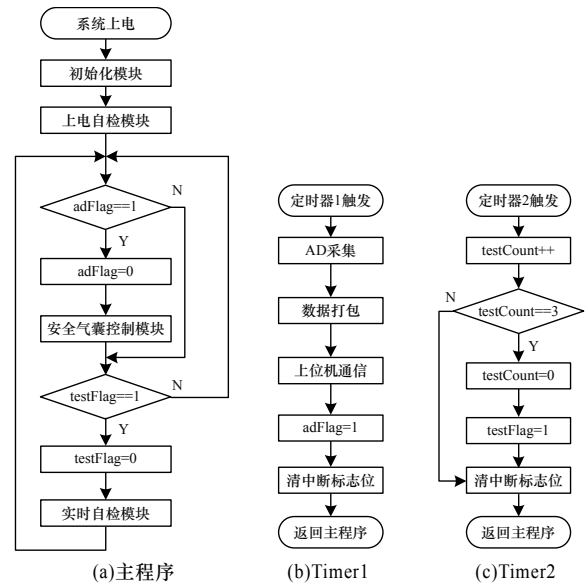 系统上电
初始化模块
上电自检模块
adFlag==1
N
Y
adFlag=0
安全气囊控制模块
testFlag==1
N
Y
testFlag=0
实时自检模块
(a)主程序
定时器1触发
AD采集
数据打包
上位机通信
adFlag=1
清中断标志位
返回主程序
(b)Timer1
定时器2触发
testCount++
N
testCount==3
Y
testCount=0
testFlag=1
清中断标志位
返回主程序
(c)Timer2